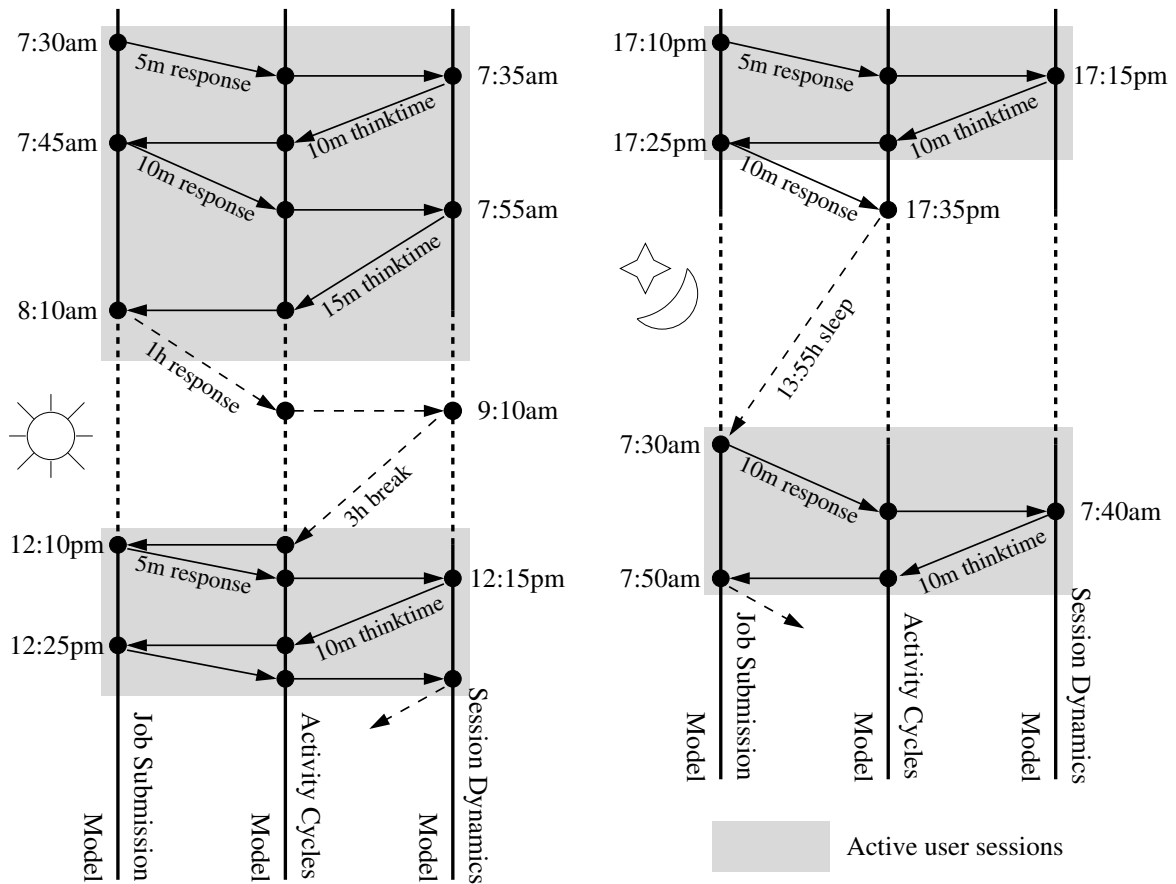 7:30am
5m response
7:35am
10m thinktime
7:45am
10m response
7:55am
15m thinktime
8:10am
1h response
9:10am
3h break
12:10pm
5m response
12:15pm
10m thinktime
12:25pm
Job Submission
Model
Activity Cycles
Model
Session Dynamics
Model
17:10pm
5m response
17:15pm
10m thinktime
17:25pm
10m response
17:35pm
13:55h sleep
7:30am
10m response
7:40am
10m thinktime
7:50am
Job Submission
Model
Activity Cycles
Model
Session Dynamics
Model
Active user sessions